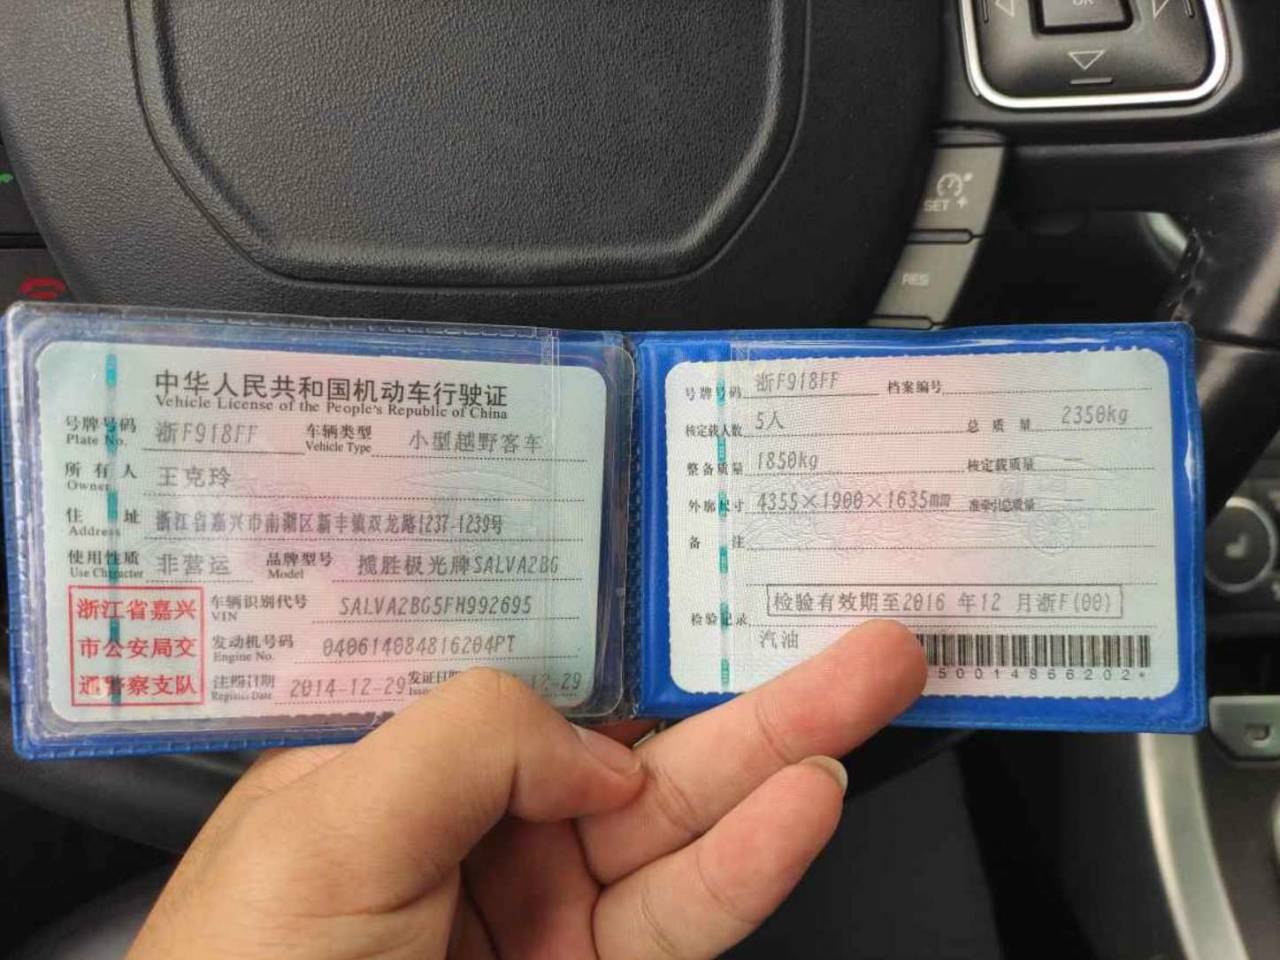 OK
SET +
RES
中华人民共和国机动车行驶证
Vehicle License of the People's Republic of China
号牌号码 Plate No. 浙F918FF 车辆类型 Vehicle Type 小型越野客车
所有人 Owner 王克玲
住址 Address 浙江省嘉兴市南湖区新丰镇双龙路1237-1239号
使用性质 Use Character 非营运 品牌型号 Model 揽胜极光牌SALVA2BG
浙江省嘉兴
市公安局交
通警察支队
车辆识别代号 VIN SALVA2BG5FH992695
发动机号码 Engine No. 040614084816204PT
注册日期 Register Date 2014-12-29 发证日期 12-29
号牌号码 浙F918FF 档案编号
核定载人数 5人 总质量 2350kg
整备质量 1850kg 核定载质量 —
外廓尺寸 4355×1900×1635mm 准牵引总质量 —
备注
检验记录 检验有效期至2016 年12 月浙F(00)
汽油
50014866202*